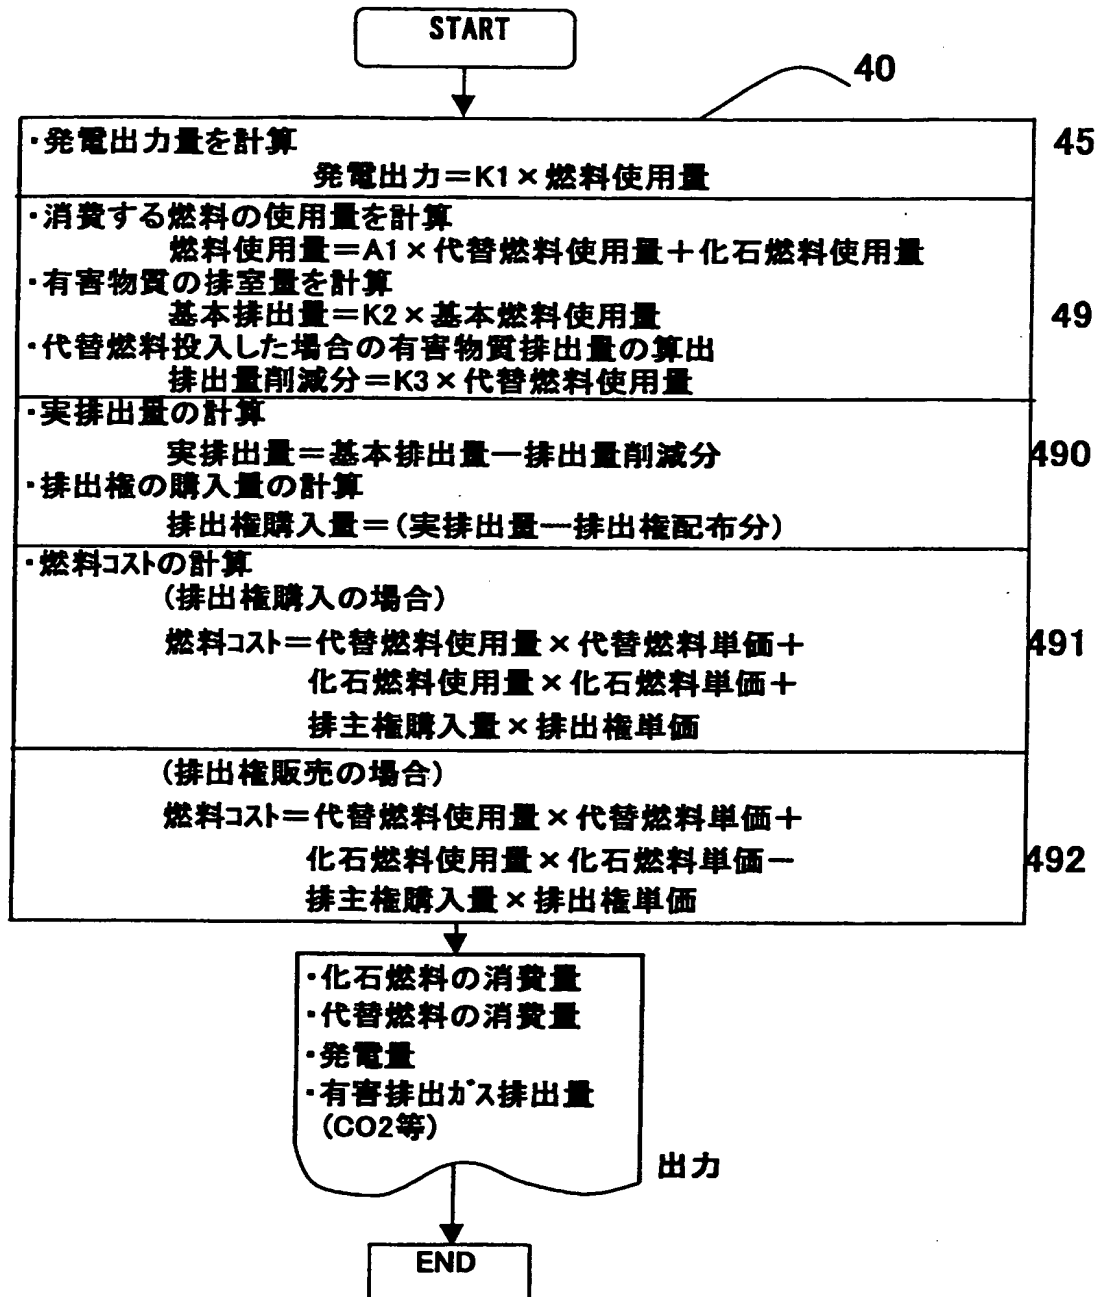 START
40
・発電出力量を計算
45
発電出力=K1×燃料使用量
・消費する燃料の使用量を計算
燃料使用量=A1×代替燃料使用量+化石燃料使用量
・有害物質の排室量を計算
基本排出量=K2×基本燃料使用量
49
・代替燃料投入した場合の有害物質排出量の算出
排出量削減分=K3×代替燃料使用量
・実排出量の計算
実排出量=基本排出量―排出量削減分
490
・排出権の購入量の計算
排出権購入量=(実排出量―排出権配布分)
・燃料コストの計算
(排出権購入の場合)
燃料コスト=代替燃料使用量×代替燃料単価+
491
化石燃料使用量×化石燃料単価+
排主権購入量×排出権単価
(排出権販売の場合)
燃料コスト=代替燃料使用量×代替燃料単価+
化石燃料使用量×化石燃料単価−
492
排主権購入量×排出権単価
・化石燃料の消費量
・代替燃料の消費量
・発電量
・有害排出ガス排出量
(CO2等)
出力
END